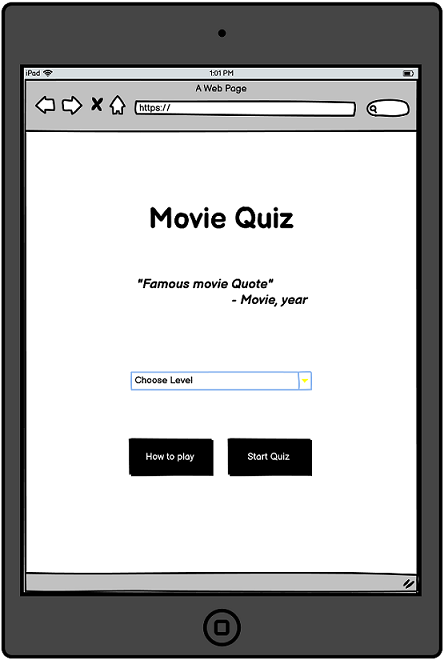 iPad 1:01 PM
A Web Page
https://
Movie Quiz
"Famous movie Quote"
- Movie, year
Choose Level
How to play Start Quiz